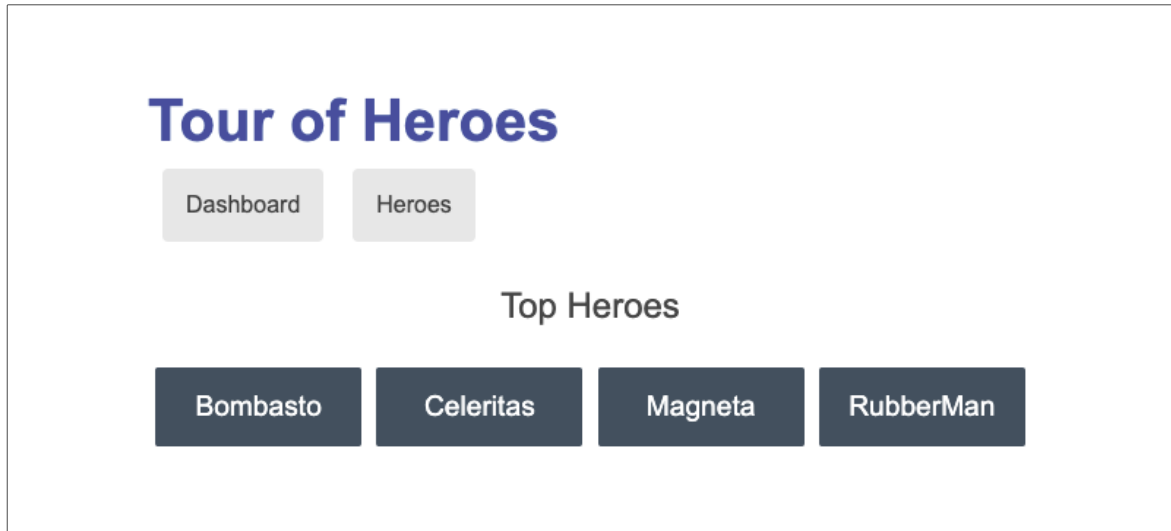 Tour of Heroes
Dashboard Heroes
Top Heroes
Bombasto Celeritas Magneta RubberMan